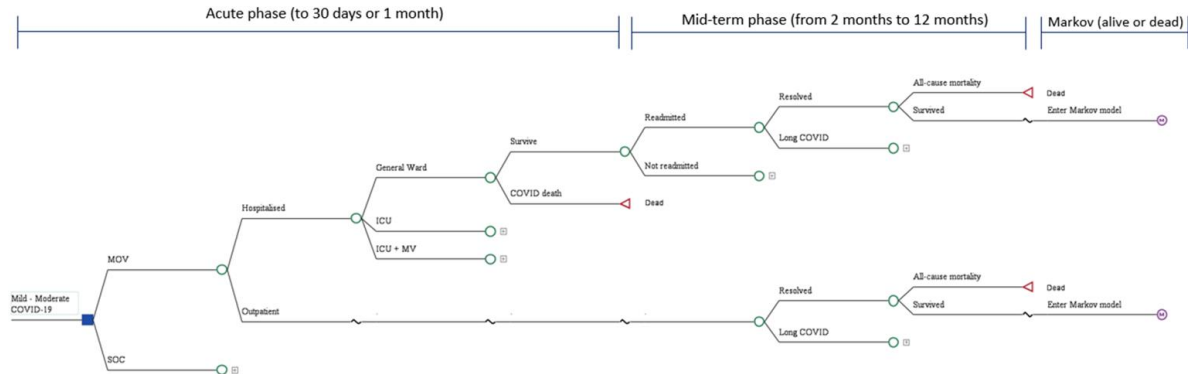 Acute phase (to 30 days or 1 month)
Mid-term phase (from 2 months to 12 months)
Markov (alive or dead)
All-cause mortality
Dead
Resolved
Survived
Enter Markov model
Readmitted
Long COVID
Survive
Not readmitted
General Ward
COVID death
Dead
Hospitalised
ICU
ICU + MV
MOV
All-cause mortality
Dead
Mild - Moderate
COVID-19
Resolved
Survived
Enter Markov model
Outpatient
Long COVID
SOC